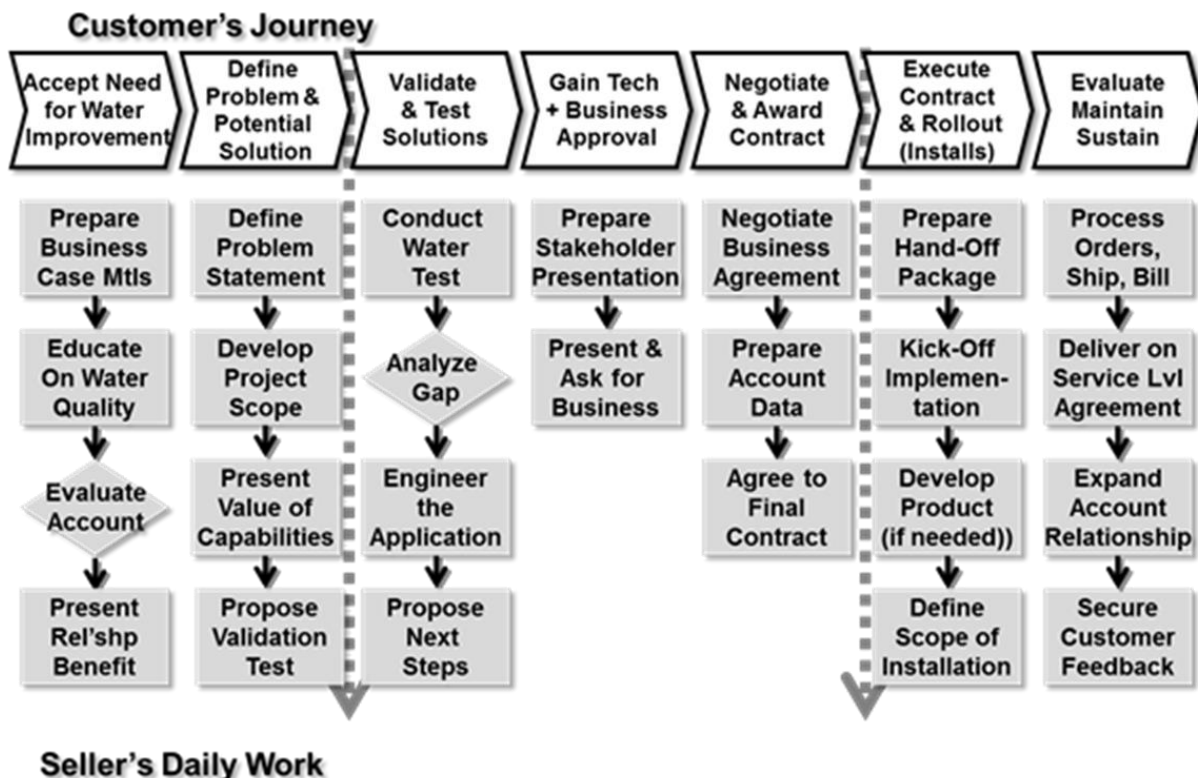 Customer's Journey
Accept Need
for Water
Improvement
Define
Problem &
Potential
Solution
Validate
& Test
Solutions
Gain Tech
+ Business
Approval
Negotiate
& Award
Contract
Execute
Contract
& Rollout
(Installs)
Evaluate
Maintain
Sustain
Prepare
Business
Case Mtls
Educate
On Water
Quality
Evaluate
Account
Present
Rel'shp
Benefit
Define
Problem
Statement
Develop
Project
Scope
Present
Value of
Capabilities
Propose
Validation
Test
Conduct
Water
Test
Analyze
Gap
Engineer
the
Application
Propose
Next
Steps
Prepare
Stakeholder
Presentation
Present &
Ask for
Business
Negotiate
Business
Agreement
Prepare
Account
Data
Agree to
Final
Contract
Prepare
Hand-Off
Package
Kick-Off
Implemen-
tation
Develop
Product
(if needed))
Define
Scope of
Installation
Process
Orders,
Ship, Bill
Deliver on
Service Lvl
Agreement
Expand
Account
Relationship
Secure
Customer
Feedback
Seller's Daily Work